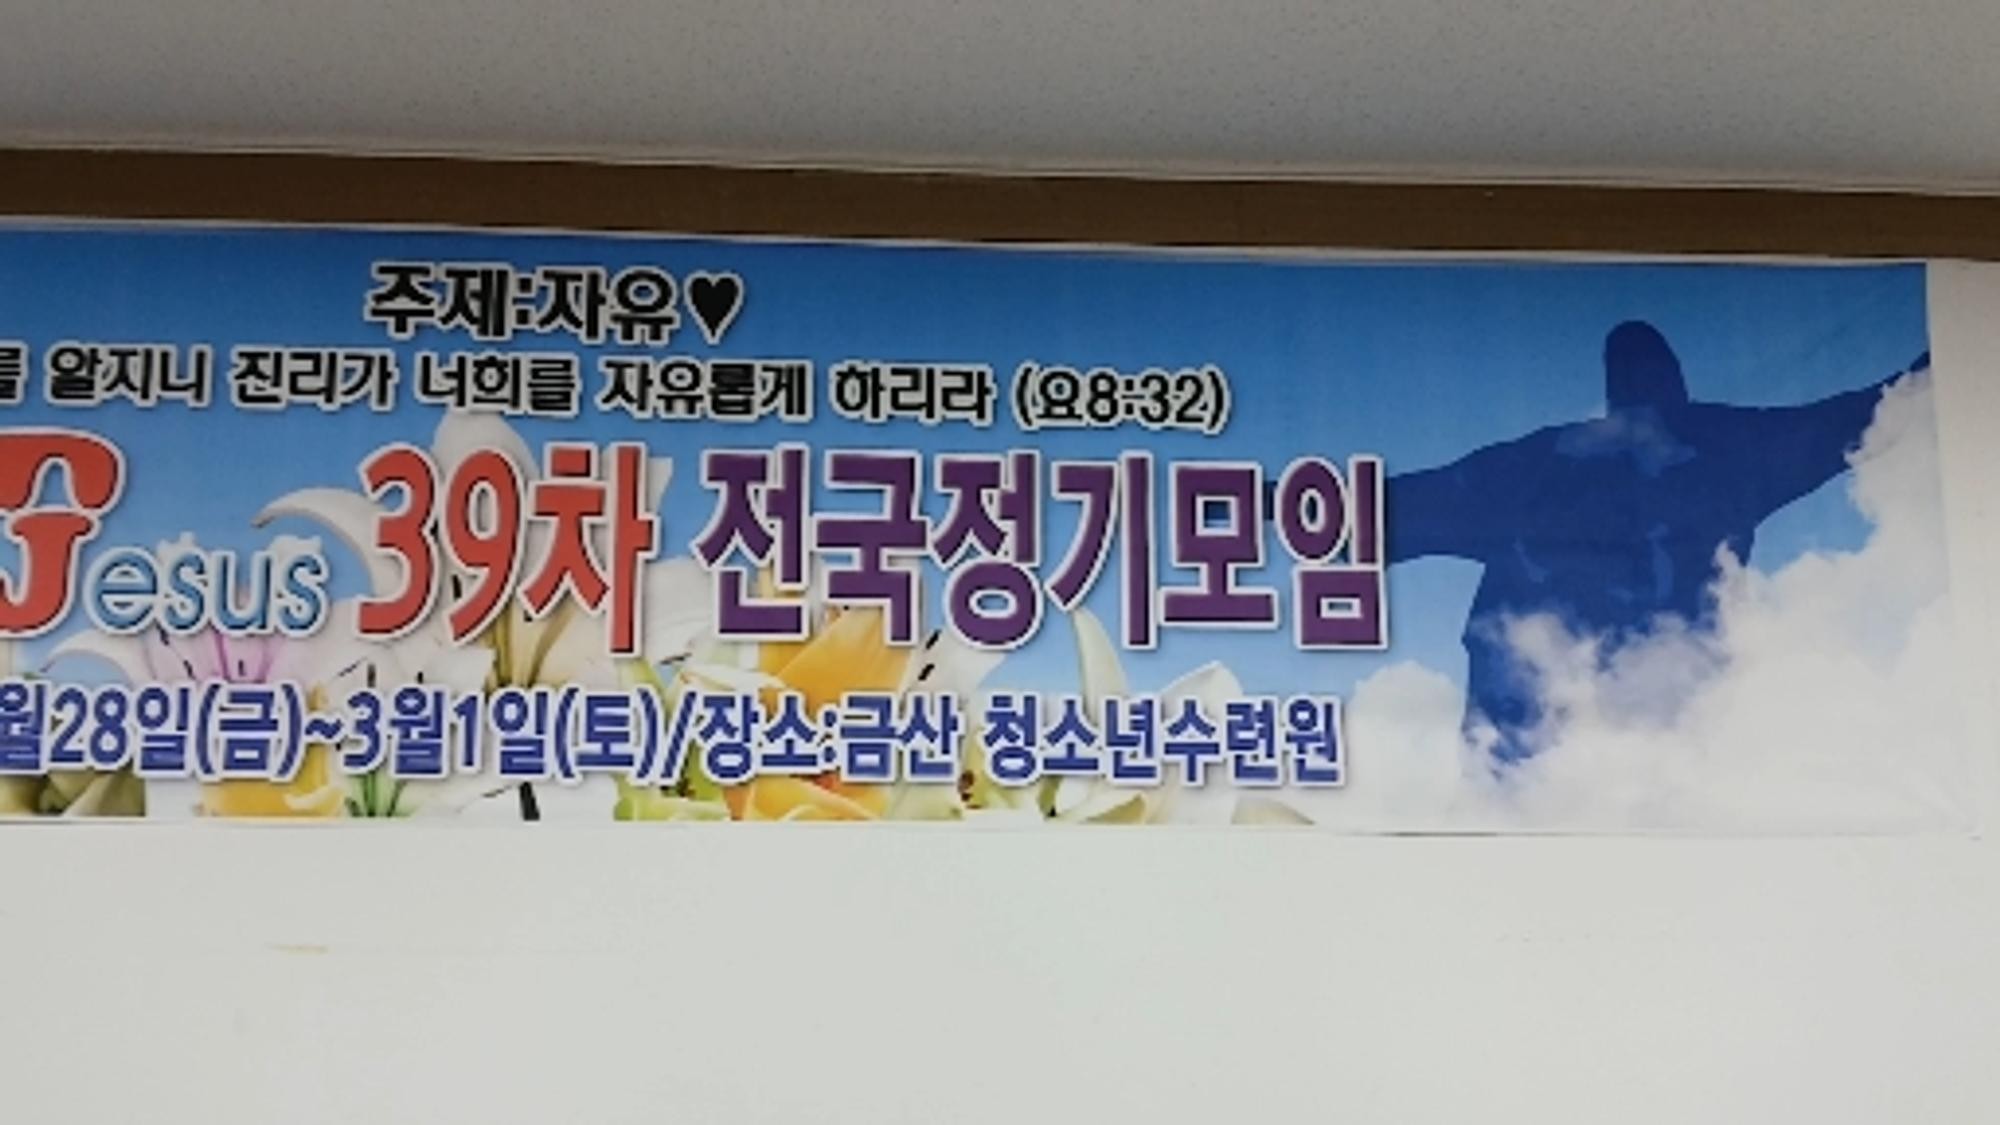 주제:자유♥
를 알지니 진리가 너희를 자유롭게 하리라 (요8:32)
Jesus 39차 전국정기모임
월28일(금)~3월1일(토)/장소:금산 청소년수련원